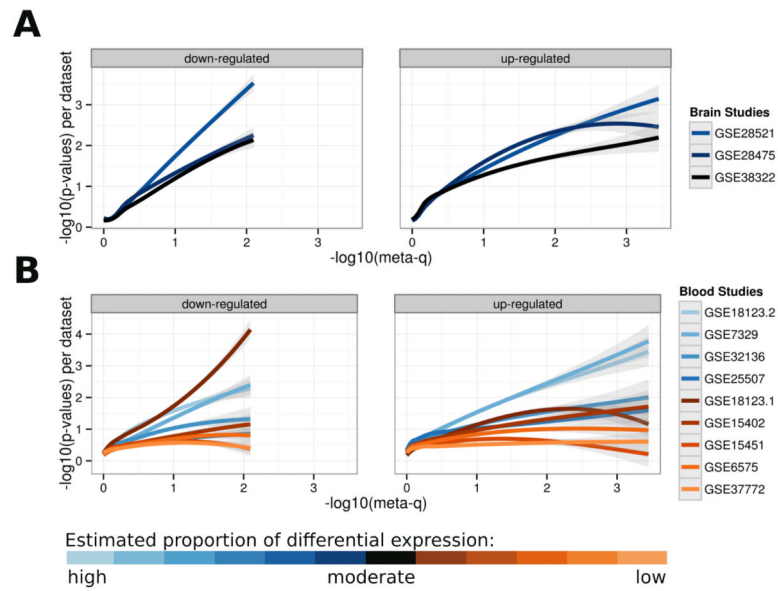 A
down-regulated
up-regulated
-log10(p-values) per dataset
3
2
1
0
0 1 2 3
0 1 2 3
-log10(meta-q)
Brain Studies
GSE28521
GSE28475
GSE38322
B
down-regulated
up-regulated
-log10(p-values) per dataset
4
3
2
1
0
0 1 2 3
0 1 2 3
-log10(meta-q)
Blood Studies
GSE18123.2
GSE7329
GSE32136
GSE25507
GSE18123.1
GSE15402
GSE15451
GSE6575
GSE37772
Estimated proportion of differential expression:
high moderate low